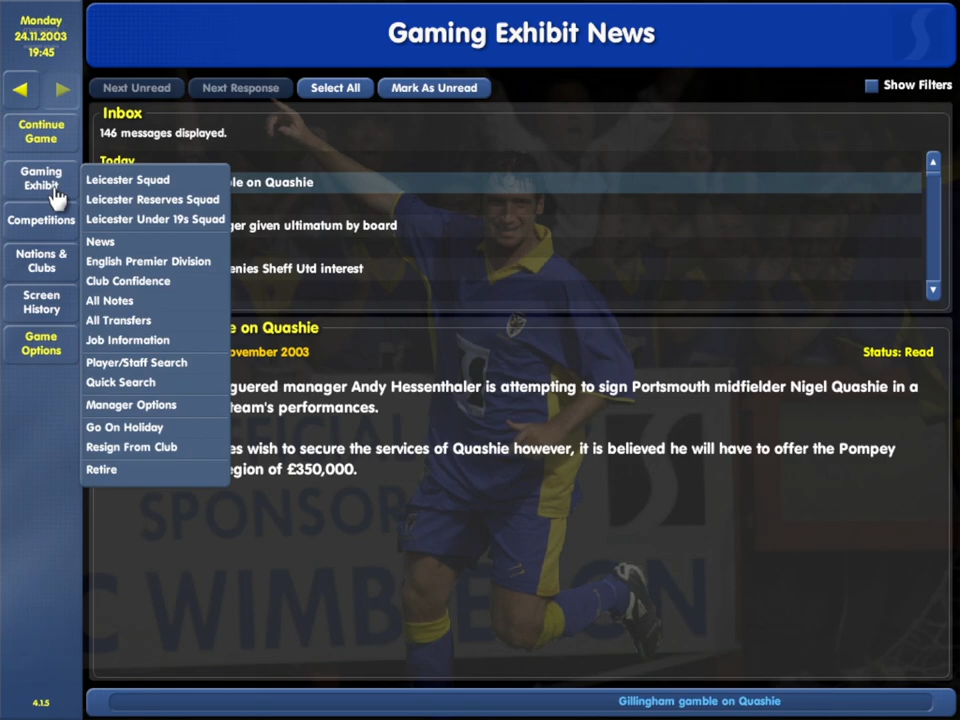 Monday
24.11.2003
19:45
Gaming Exhibit News
Next Unread
Next Response
Select All
Mark As Unread
Show Filters
Continue
Game
Gaming
Exhibit
Competitions
Nations &
Clubs
Screen
History
Game
Options
Inbox
146 messages displayed.
Today
le on Quashie
ger given ultimatum by board
enies Sheff Utd interest
Leicester Squad
Leicester Reserves Squad
Leicester Under 19s Squad
News
English Premier Division
Club Confidence
All Notes
All Transfers
Job Information
Player/Staff Search
Quick Search
Manager Options
Go On Holiday
Resign From Club
Retire
e on Quashie
ovember 2003
Status: Read
guered manager Andy Hessenthaler is attempting to sign Portsmouth midfielder Nigel Quashie in a
team's performances.
es wish to secure the services of Quashie however, it is believed he will have to offer the Pompey
egion of £350,000.
OFFICIAL
SPONSOR
C WIMBLEDON
4.1.5
Gillingham gamble on Quashie